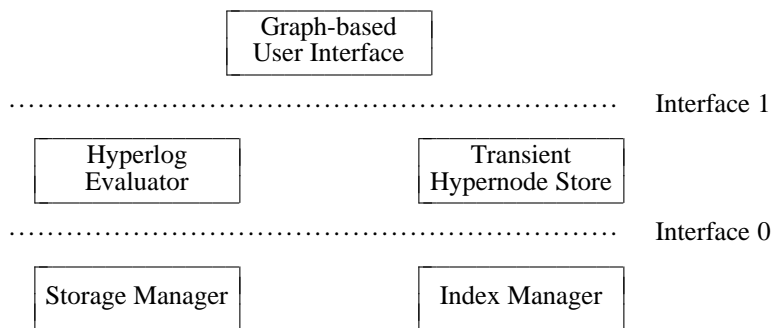 Graph-based
User Interface
Interface 1
Hyperlog
Evaluator
Transient
Hypernode Store
Interface 0
Storage Manager
Index Manager